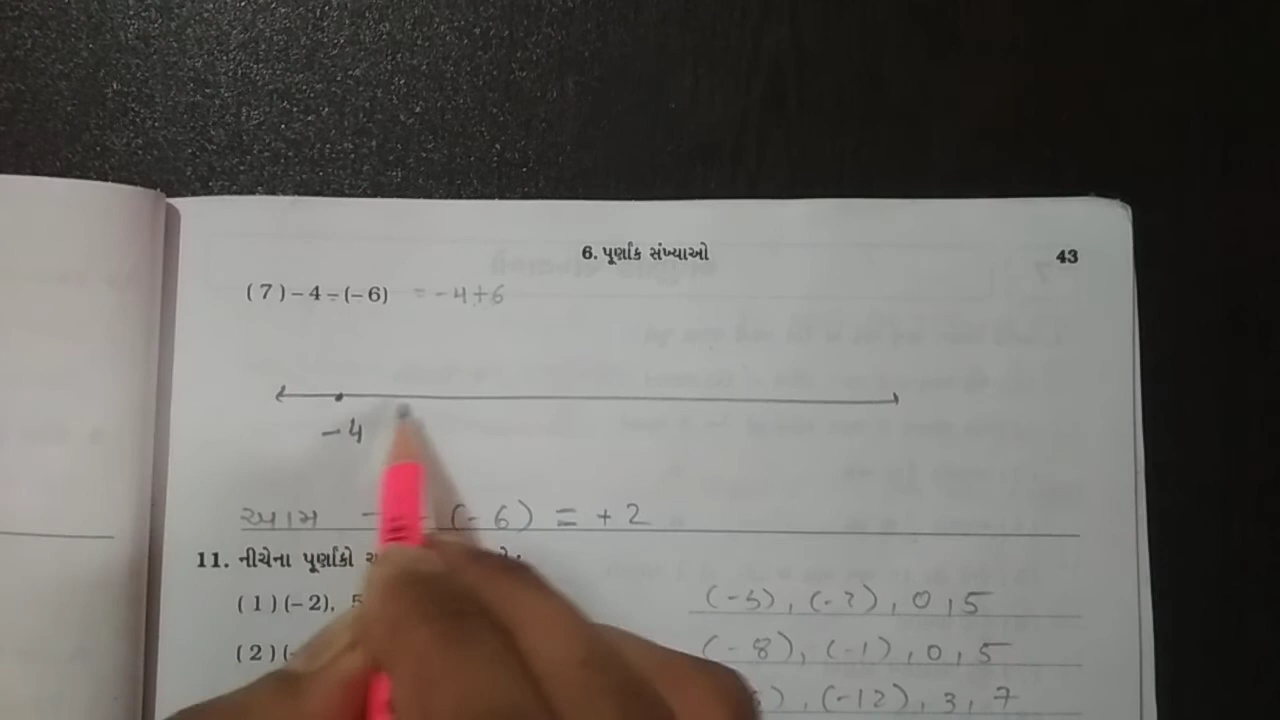 6. પૂર્ણાંક સંખ્યાઓ 43
(7) – 4 – (– 6) = - 4 + 6
- 4
આમ (- 6) = + 2
11. નીચેના પૂર્ણાંકો
(1) (– 2), 5
(- 5), (- 2), 0, 5
(2) (–
(- 8), (- 1), 0, 5
), (-12), 3, 7